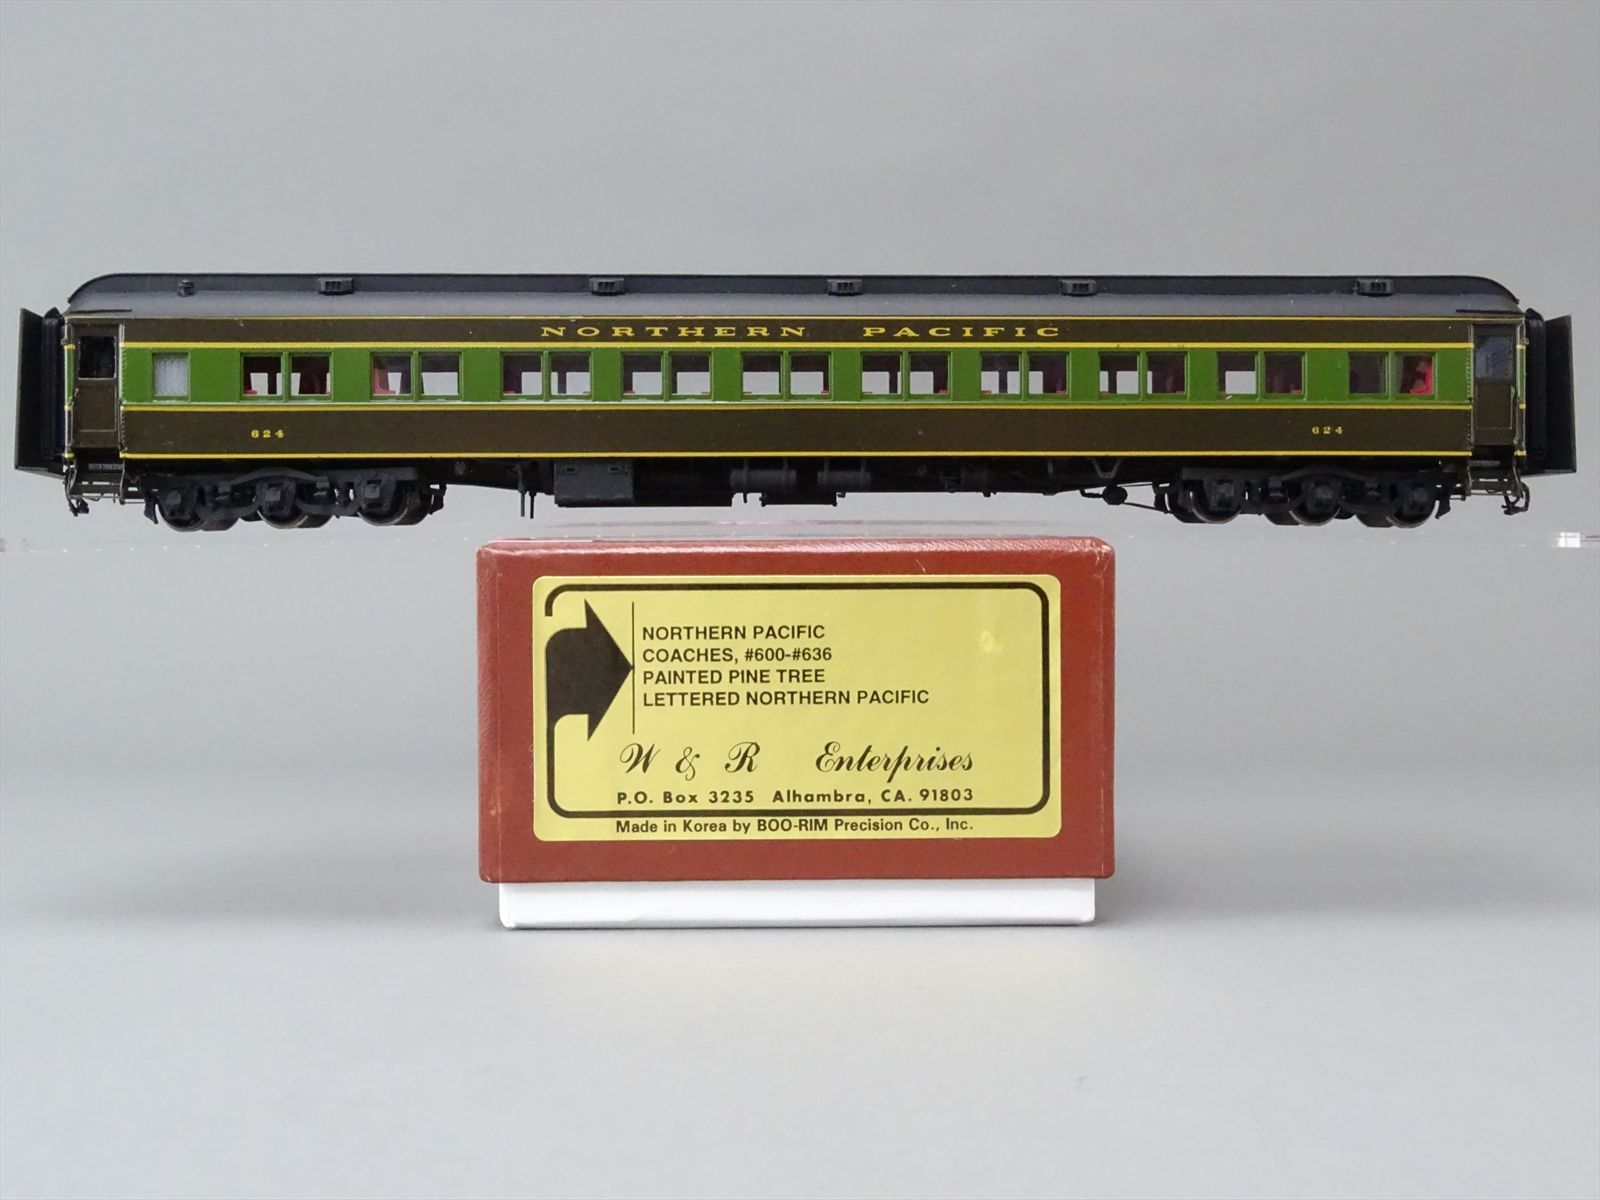 NORTHERN PACIFIC
624 624
NORTHERN PACIFIC
COACHES, #600-#636
PAINTED PINE TREE
LETTERED NORTHERN PACIFIC
W & R Enterprises
P.O. Box 3235 Alhambra, CA. 91803
Made in Korea by BOO-RIM Precision Co., Inc.